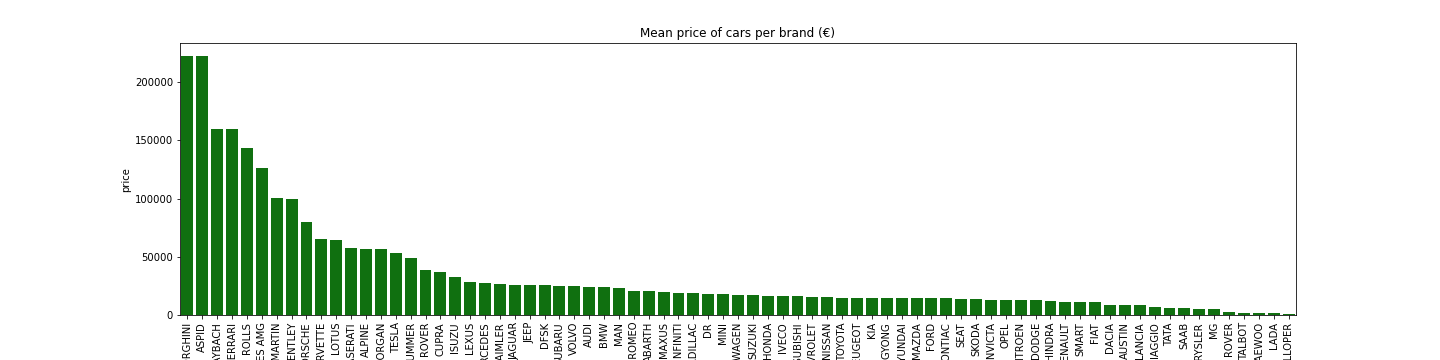 Mean price of cars per brand (€)
price
200000
150000
100000
50000
0
RGHINI
ASPID
YBACH
ERRARI
ROLLS
ES AMG
MARTIN
ENTLEY
RSCHE
RVETTE
LOTUS
SERATI
ALPINE
ORGAN
TESLA
UMMER
ROVER
CUPRA
ISUZU
LEXUS
RCEDES
AIMLER
JAGUAR
JEEP
DFSK
UBARU
VOLVO
AUDI
BMW
MAN
ROMEO
ABARTH
MAXUS
NFINITI
DILLAC
DR
MINI
WAGEN
SUZUKI
HONDA
IVECO
UBISHI
VROLET
NISSAN
TOYOTA
UGEOT
KIA
GYONG
YUNDAI
MAZDA
FORD
ONTIAC
SEAT
SKODA
NVICTA
OPEL
ITROEN
DODGE
HINDRA
ENAULT
SMART
FIAT
DACIA
AUSTIN
LANCIA
IAGGIO
TATA
SAAB
RYSLER
MG
ROVER
TALBOT
AEWOO
LADA
LLOPER